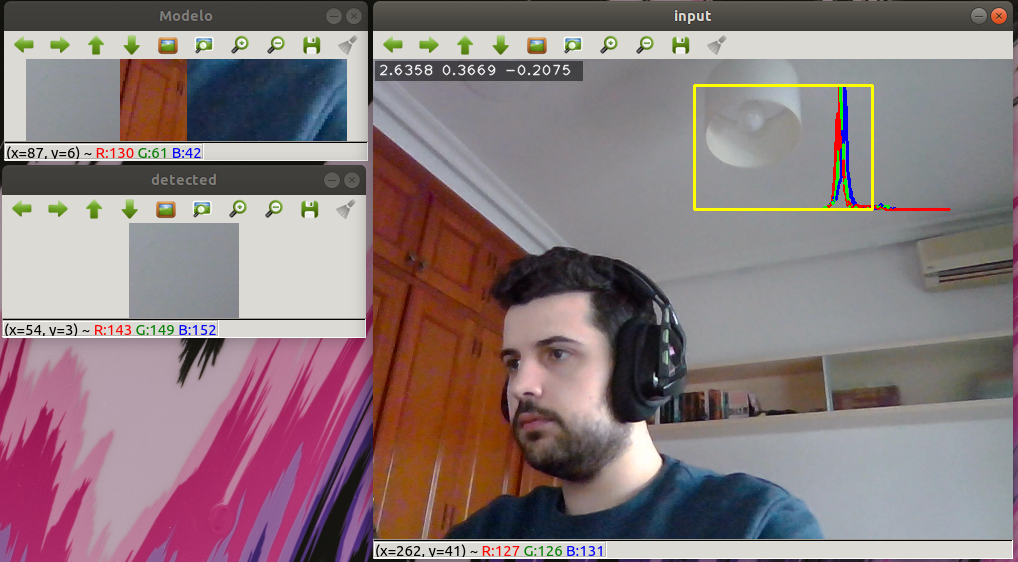 Modelo
(x=87, y=6) ~ R:130 G:61 B:42
detected
(x=54, y=3) ~ R:143 G:149 B:152
input
2.6358 0.3669 −0.2075
(x=262, y=41) ~ R:127 G:126 B:131